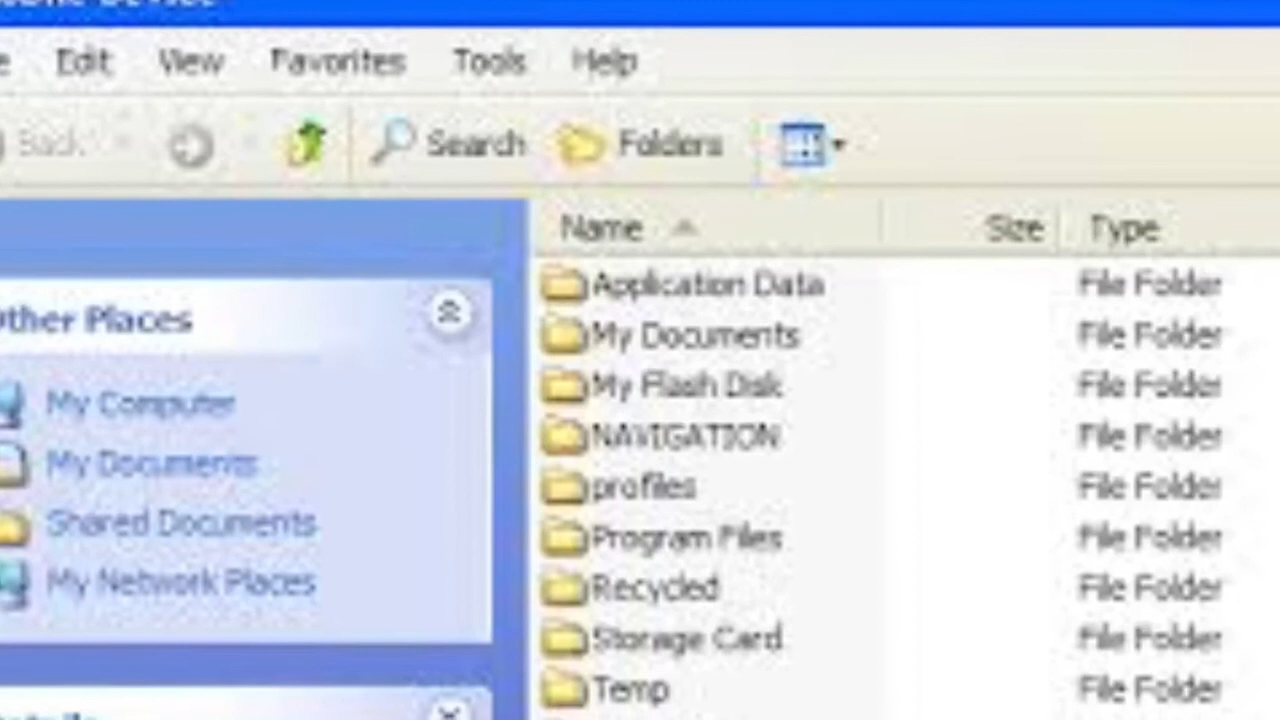 Edit View Favorites Tools Help
Back Search Folders
Name Size Type
Other Places
My Computer
My Documents
Shared Documents
My Network Places
Application Data File Folder
My Documents File Folder
My Flash Disk File Folder
NAVIGATION File Folder
profiles File Folder
Program Files File Folder
Recycled File Folder
Storage Card File Folder
Temp File Folder